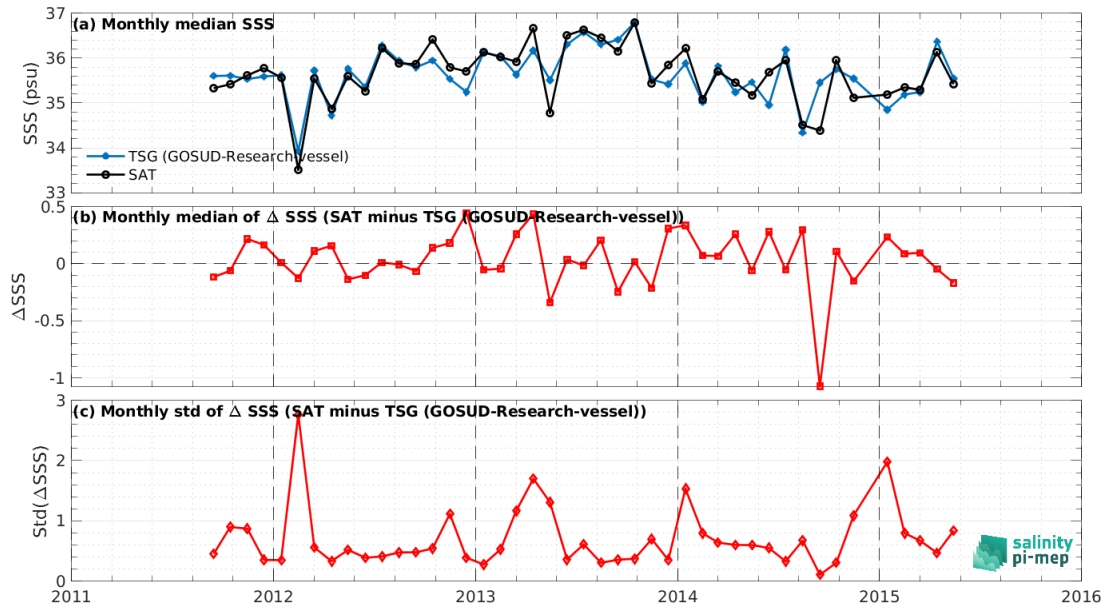 (a) Monthly median SSS
37
36
35
34
33
SSS (psu)
TSG (GOSUD-Research-vessel)
SAT
(b) Monthly median of Δ SSS (SAT minus TSG (GOSUD-Research-vessel))
0.5
0
-0.5
-1
ΔSSS
(c) Monthly std of Δ SSS (SAT minus TSG (GOSUD-Research-vessel))
3
2
1
0
Std(ΔSSS)
salinity
pi-mep
2011 2012 2013 2014 2015 2016